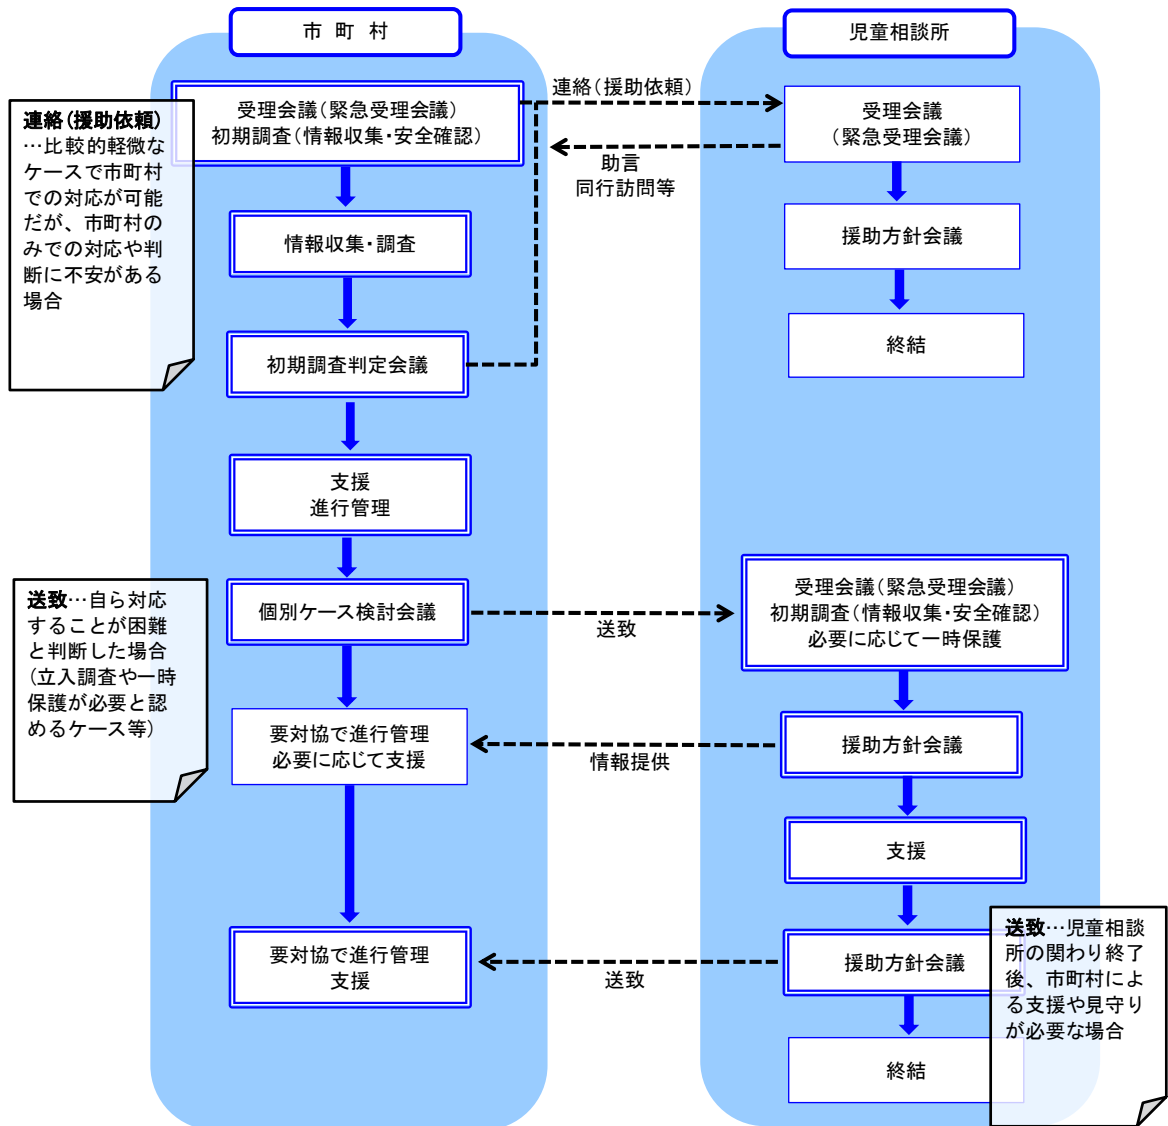 市 町 村
児童相談所
受理会議(緊急受理会議)
初期調査(情報収集・安全確認)
連絡(援助依頼)
受理会議
(緊急受理会議)
助言
同行訪問等
連絡(援助依頼)
…比較的軽微な
ケースで市町村
での対応が可能
だが、市町村の
みでの対応や判
断に不安がある
場合
情報収集・調査
援助方針会議
初期調査判定会議
終結
支援
進行管理
送致…自ら対応
することが困難
と判断した場合
(立入調査や一時
保護が必要と認
めるケース等)
個別ケース検討会議
送致
受理会議(緊急受理会議)
初期調査(情報収集・安全確認)
必要に応じて一時保護
要対協で進行管理
必要に応じて支援
情報提供
援助方針会議
支援
要対協で進行管理
支援
送致
援助方針会議
送致…児童相談
所の関わり終了
後、市町村によ
る支援や見守り
が必要な場合
終結